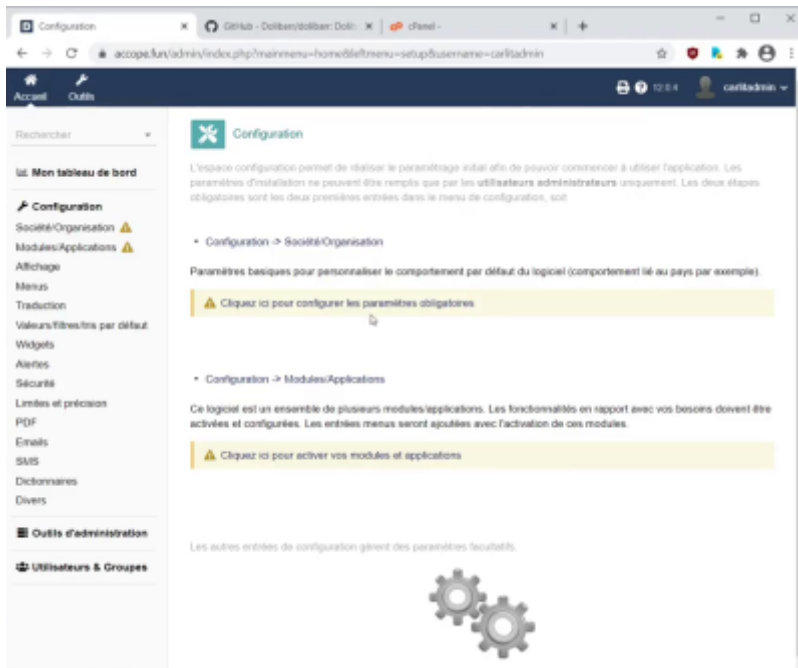 Configuration
GitHub - Dolibarr/dolibarr: Doli
cPanel -
accope.fun/admin/index.php?mainmenu=home&leftmenu=setup&username=carlitadmin
Accueil
Outils
12.0.4
carlitadmin
Rechercher
Configuration
Mon tableau de bord
L'espace configuration permet de réaliser le paramétrage initial afin de pouvoir commencer à utiliser l'application. Les
paramètres d'installation ne peuvent être remplis que par les utilisateurs administrateurs uniquement. Les deux étapes
obligatoires sont les deux premières entrées dans le menu de configuration, soit
Configuration
Société/Organisation
Modules/Applications
Affichage
Menus
Traduction
Valeurs/filtres/tris par défaut
Widgets
Alertes
Sécurité
Limites et précision
PDF
Emails
SMS
Dictionnaires
Divers
Outils d'administration
Utilisateurs & Groupes
• Configuration -> Société/Organisation
Paramètres basiques pour personnaliser le comportement par défaut du logiciel (comportement lié au pays par exemple).
Cliquez ici pour configurer les paramètres obligatoires
• Configuration -> Modules/Applications
Ce logiciel est un ensemble de plusieurs modules/applications. Les fonctionnalités en rapport avec vos besoins doivent être
activées et configurées. Les entrées menus seront ajoutées avec l'activation de ces modules.
Cliquez ici pour activer vos modules et applications
Les autres entrées de configuration gèrent des paramètres facultatifs.